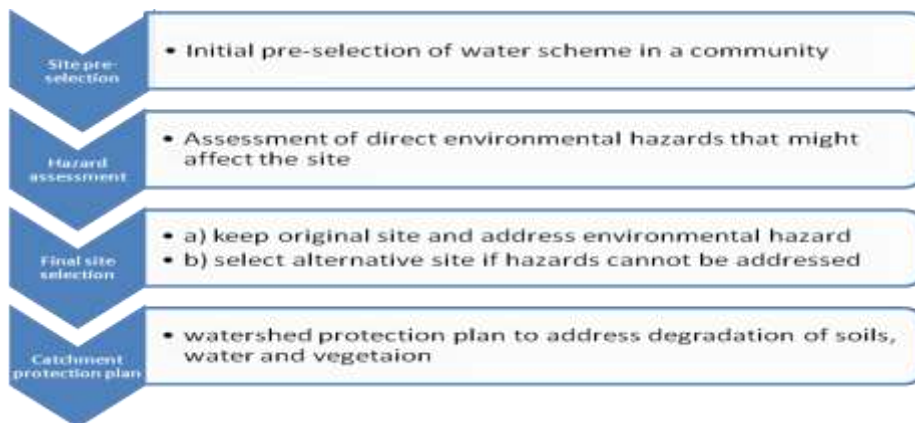 Site pre-
selection
• Initial pre-selection of water scheme in a community
Hazard
assessment
• Assessment of direct environmental hazards that might
affect the site
Final site
selection
• a) keep original site and address environmental hazard
• b) select alternative site if hazards cannot be addressed
Catchment
protection plan
• watershed protection plan to address degradation of soils,
water and vegetaion